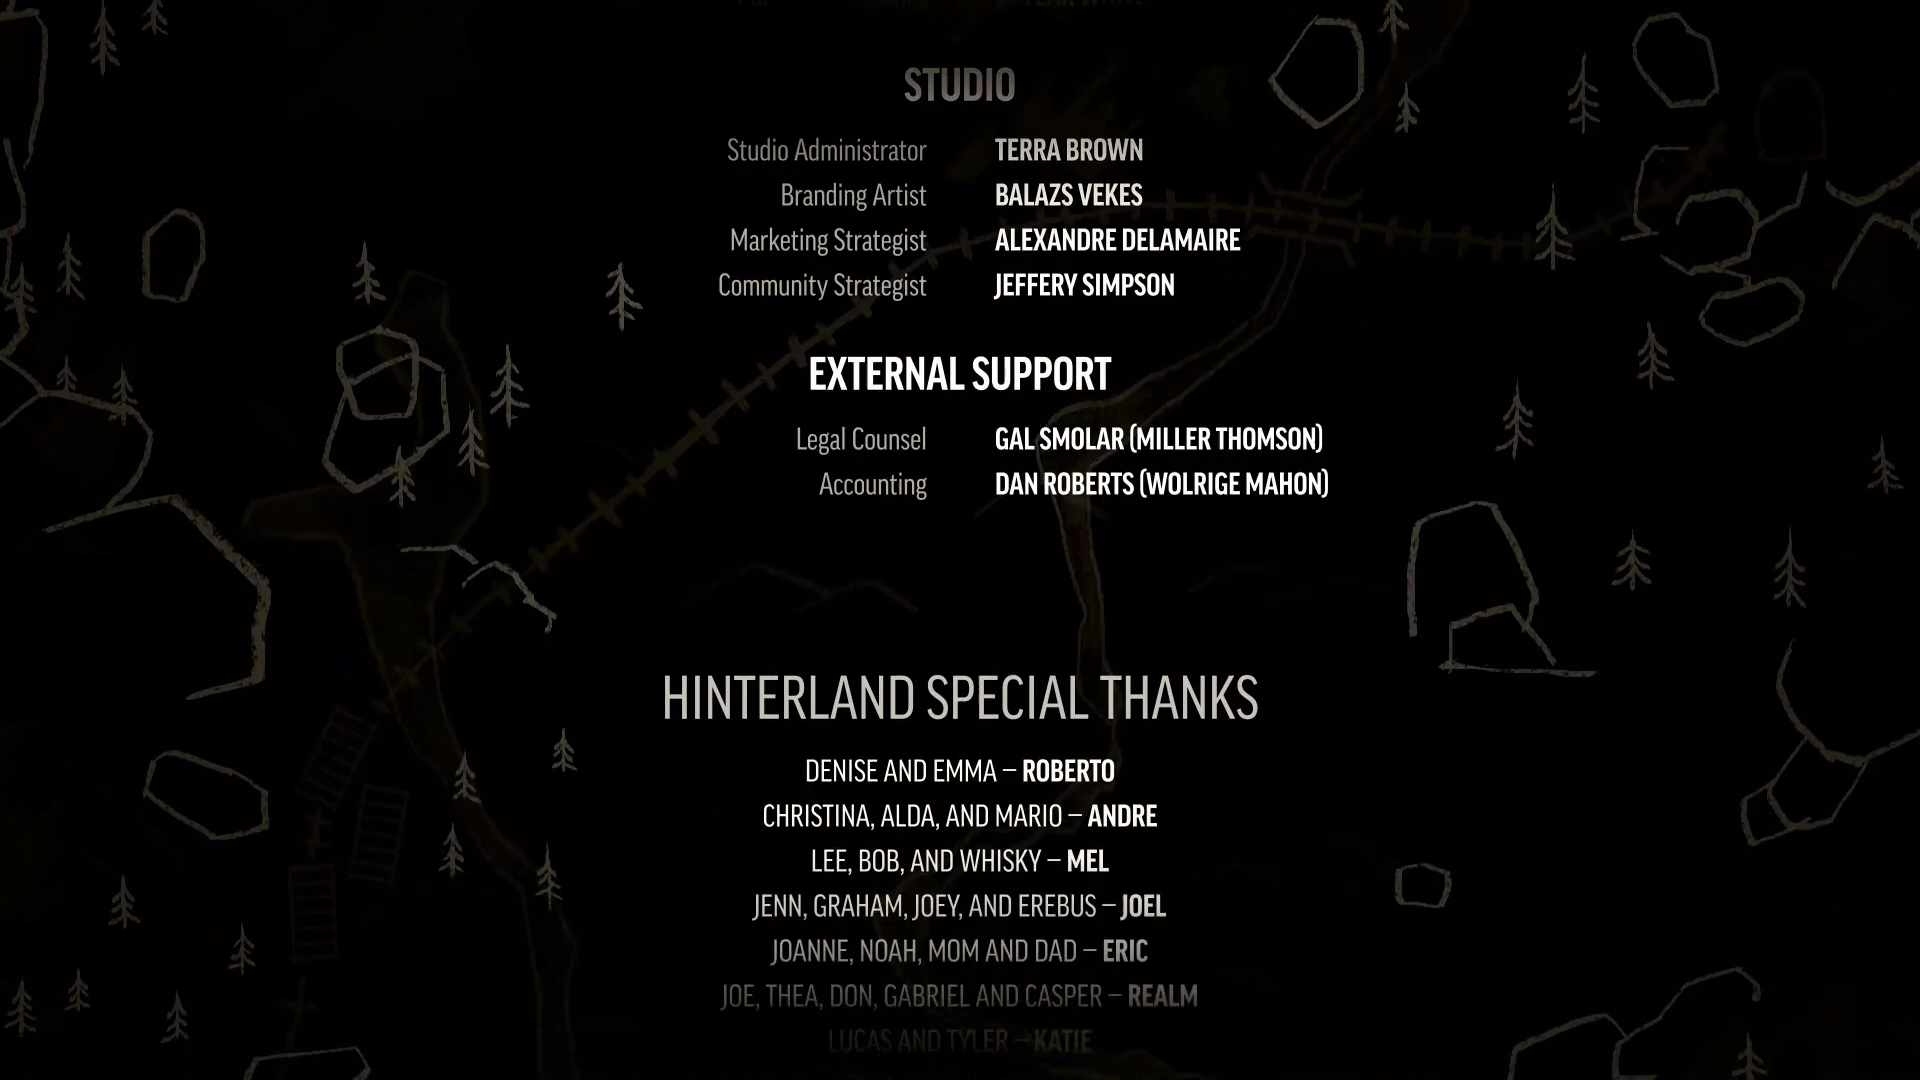 STUDIO
Studio Administrator TERRA BROWN
Branding Artist BALAZS VEKES
Marketing Strategist ALEXANDRE DELAMAIRE
Community Strategist JEFFERY SIMPSON
EXTERNAL SUPPORT
Legal Counsel GAL SMOLAR (MILLER THOMSON)
Accounting DAN ROBERTS (WOLRIGE MAHON)
HINTERLAND SPECIAL THANKS
DENISE AND EMMA – ROBERTO
CHRISTINA, ALDA, AND MARIO – ANDRE
LEE, BOB, AND WHISKY – MEL
JENN, GRAHAM, JOEY, AND EREBUS – JOEL
JOANNE, NOAH, MOM AND DAD – ERIC
JOE, THEA, DON, GABRIEL AND CASPER – REALM
LUCAS AND TYLER – KATIE